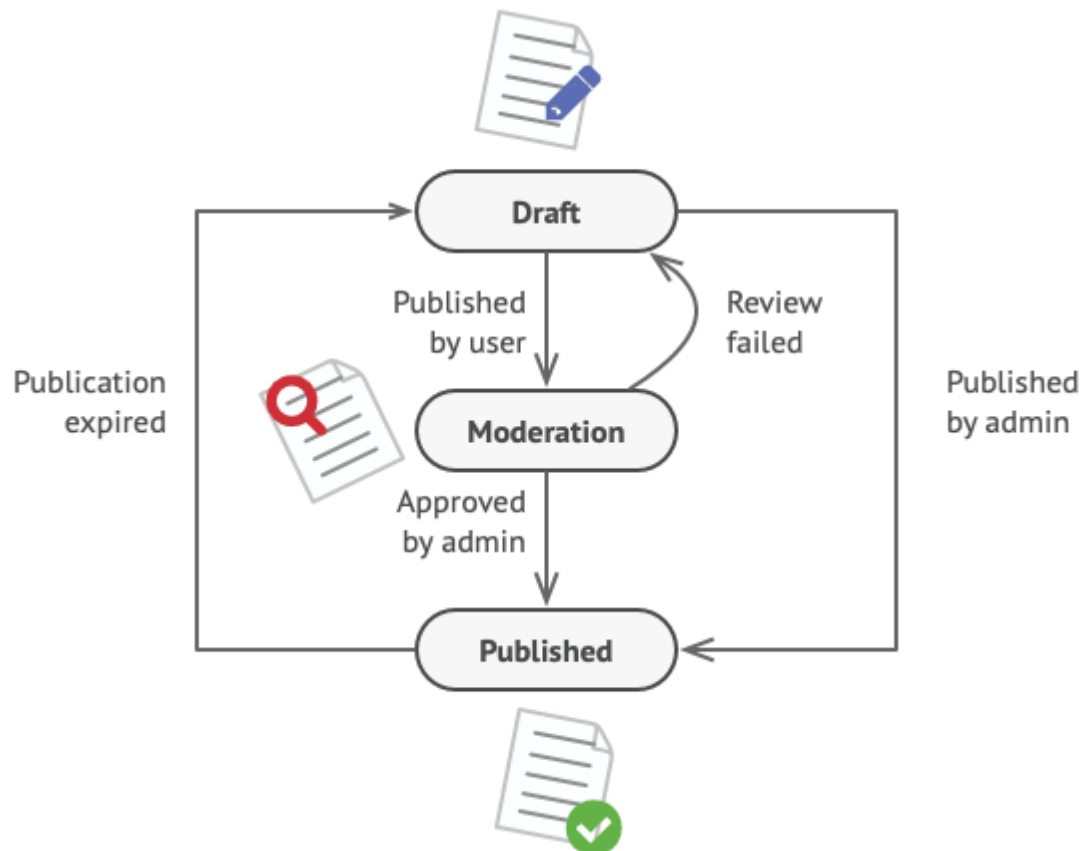 Draft
Published
by user
Review
failed
Publication
expired
Published
by admin
Moderation
Approved
by admin
Published